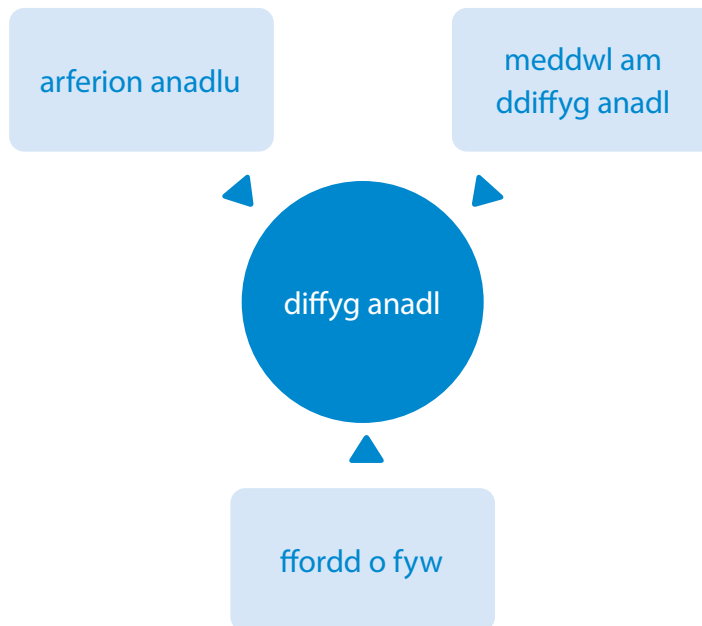 arferion anadlu
meddwl am
ddiffyg anadl
diffyg anadl
ffordd o fyw